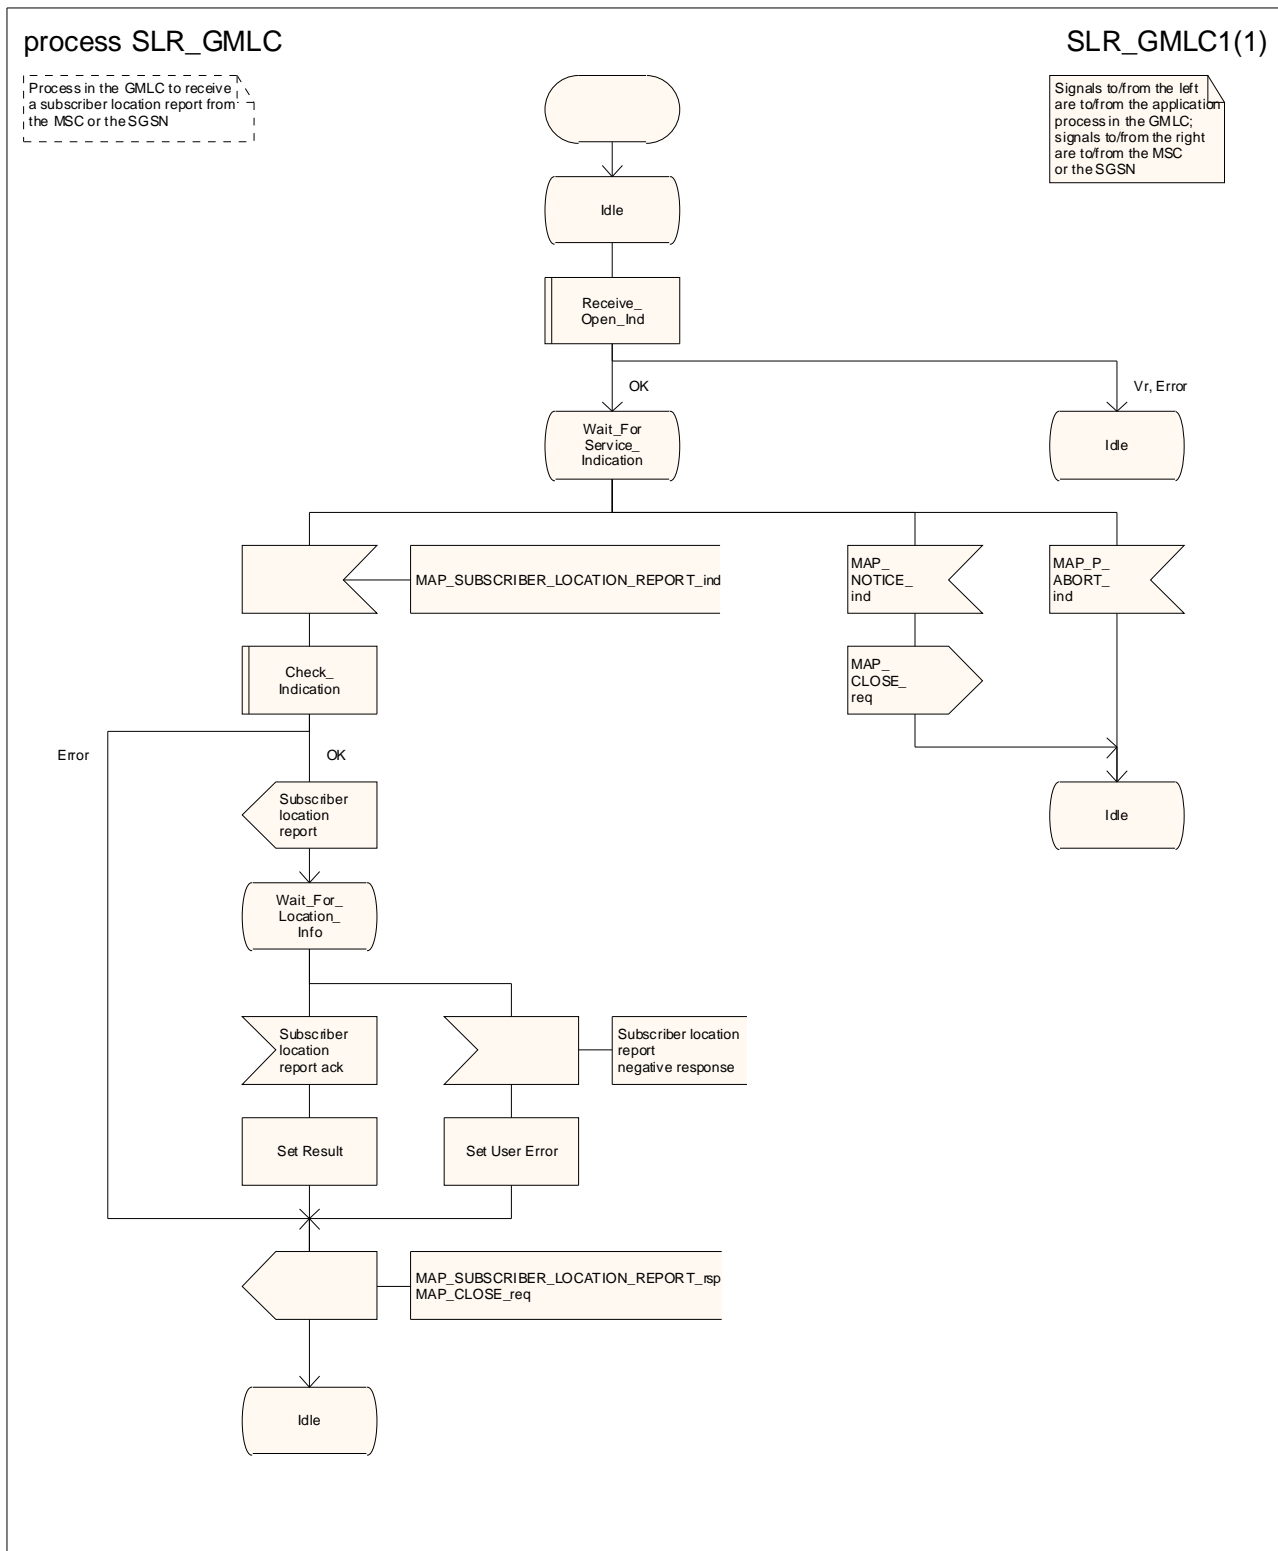 process SLR_GMLC
SLR_GMLC1(1)
Process in the GMLC to receive
a subscriber location report from
the MSC or the SGSN
Signals to/from the left
are to/from the application
process in the GMLC;
signals to/from the right
are to/from the MSC
or the SGSN
Idle
Receive_
Open_Ind
OK
Vr, Error
Wait_For
Service_
Indication
Idle
MAP_SUBSCRIBER_LOCATION_REPORT_ind
MAP_
NOTICE_
ind
MAP_P_
ABORT_
ind
Check_
Indication
MAP_
CLOSE_
req
Error
OK
Subscriber
location
report
Idle
Wait_For_
Location_
Info
Subscriber
location
report ack
Subscriber location
report
negative response
Set Result
Set User Error
MAP_SUBSCRIBER_LOCATION_REPORT_rsp
MAP_CLOSE_req
Idle